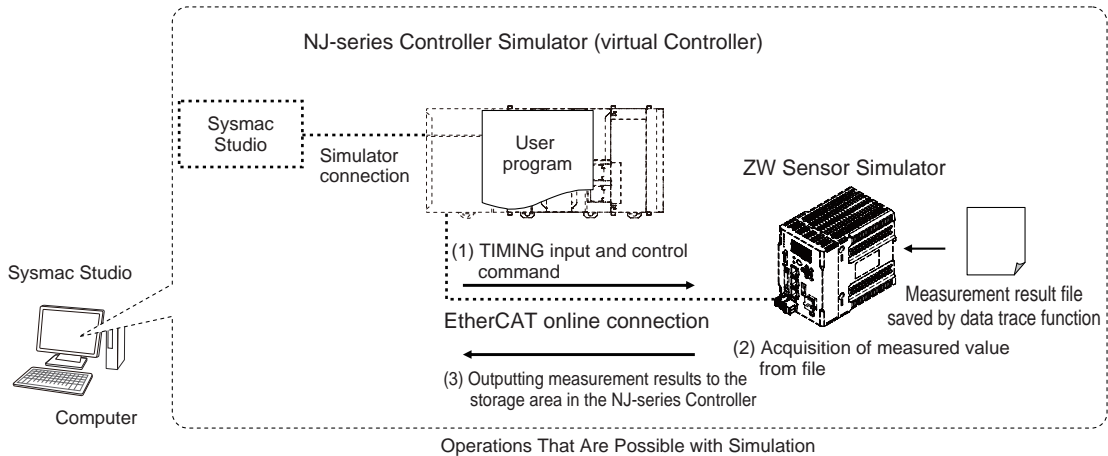 NJ-series Controller Simulator (virtual Controller)
Sysmac
Studio
Simulator
connection
User
program
ZW Sensor Simulator
(1) TIMING input and control
command
Sysmac Studio
EtherCAT online connection
Measurement result file
saved by data trace function
(2) Acquisition of measured value
from file
(3) Outputting measurement results to the
storage area in the NJ-series Controller
Computer
Operations That Are Possible with Simulation